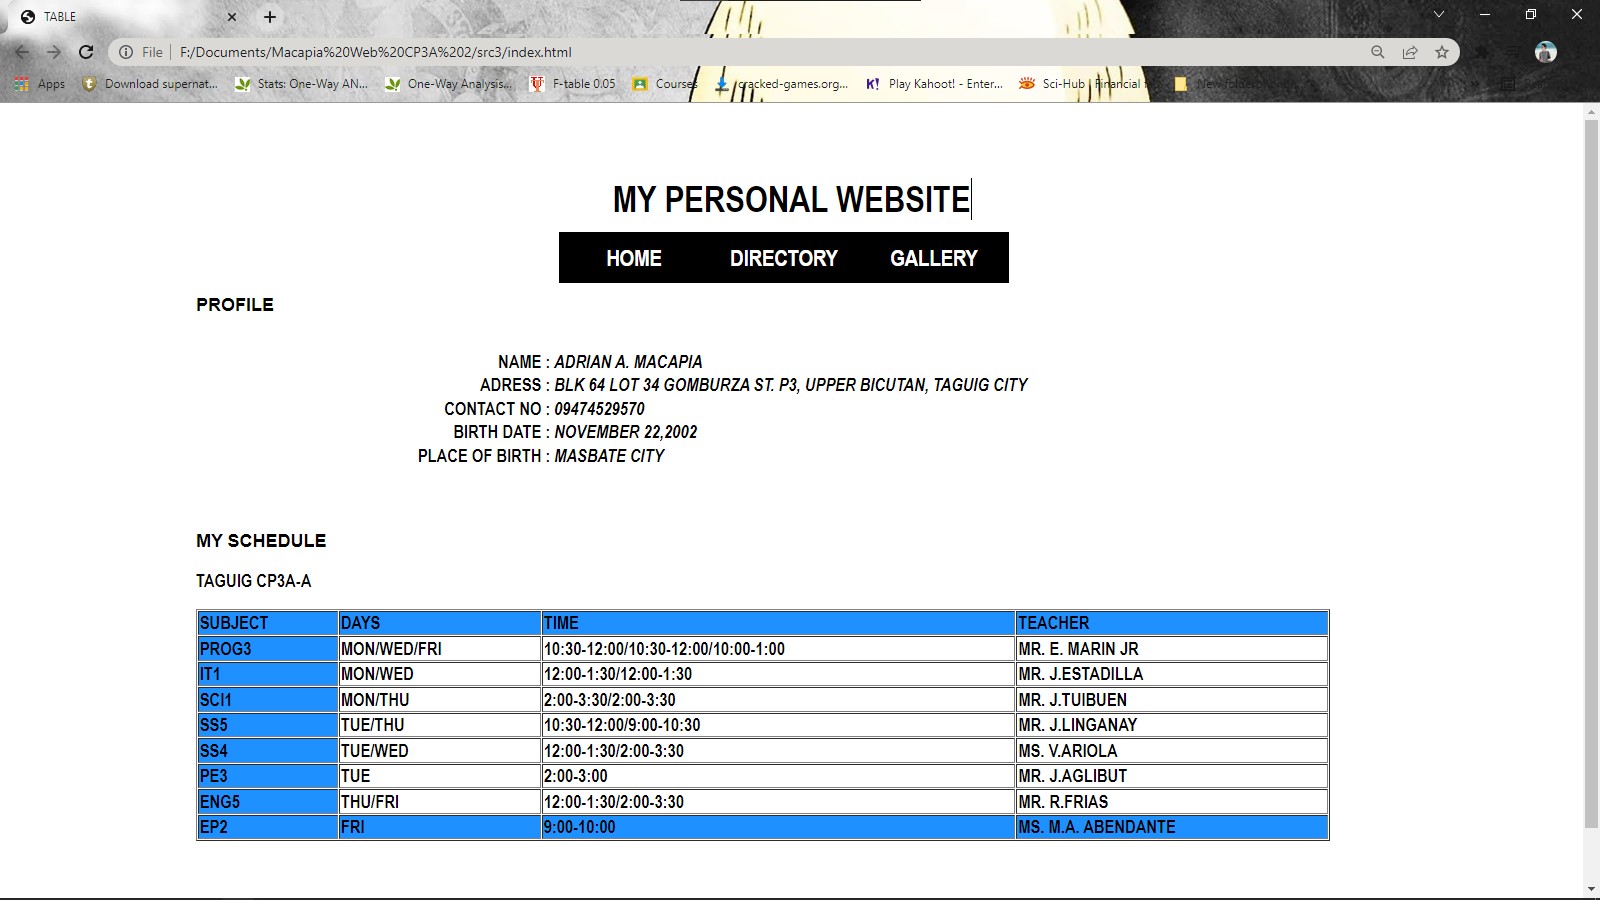 TABLE
File F:/Documents/Macapia%20Web%20CP3A%202/src3/index.html
Apps Download supernat... Stats: One-Way AN... One-Way Analysis... F-table 0.05 Courses cracked-games.org... Play Kahoot! - Enter... Sci-Hub | Financial New folder
MY PERSONAL WEBSITE
HOME DIRECTORY GALLERY
PROFILE
NAME : ADRIAN A. MACAPIA
ADRESS : BLK 64 LOT 34 GOMBURZA ST. P3, UPPER BICUTAN, TAGUIG CITY
CONTACT NO : 09474529570
BIRTH DATE : NOVEMBER 22,2002
PLACE OF BIRTH : MASBATE CITY
MY SCHEDULE
TAGUIG CP3A-A
SUBJECT DAYS TIME TEACHER
PROG3 MON/WED/FRI 10:30-12:00/10:30-12:00/10:00-1:00 MR. E. MARIN JR
IT1 MON/WED 12:00-1:30/12:00-1:30 MR. J.ESTADILLA
SCI1 MON/THU 2:00-3:30/2:00-3:30 MR. J.TUIBUEN
SS5 TUE/THU 10:30-12:00/9:00-10:30 MR. J.LINGANAY
SS4 TUE/WED 12:00-1:30/2:00-3:30 MS. V.ARIOLA
PE3 TUE 2:00-3:00 MR. J.AGLIBUT
ENG5 THU/FRI 12:00-1:30/2:00-3:30 MR. R.FRIAS
EP2 FRI 9:00-10:00 MS. M.A. ABENDANTE